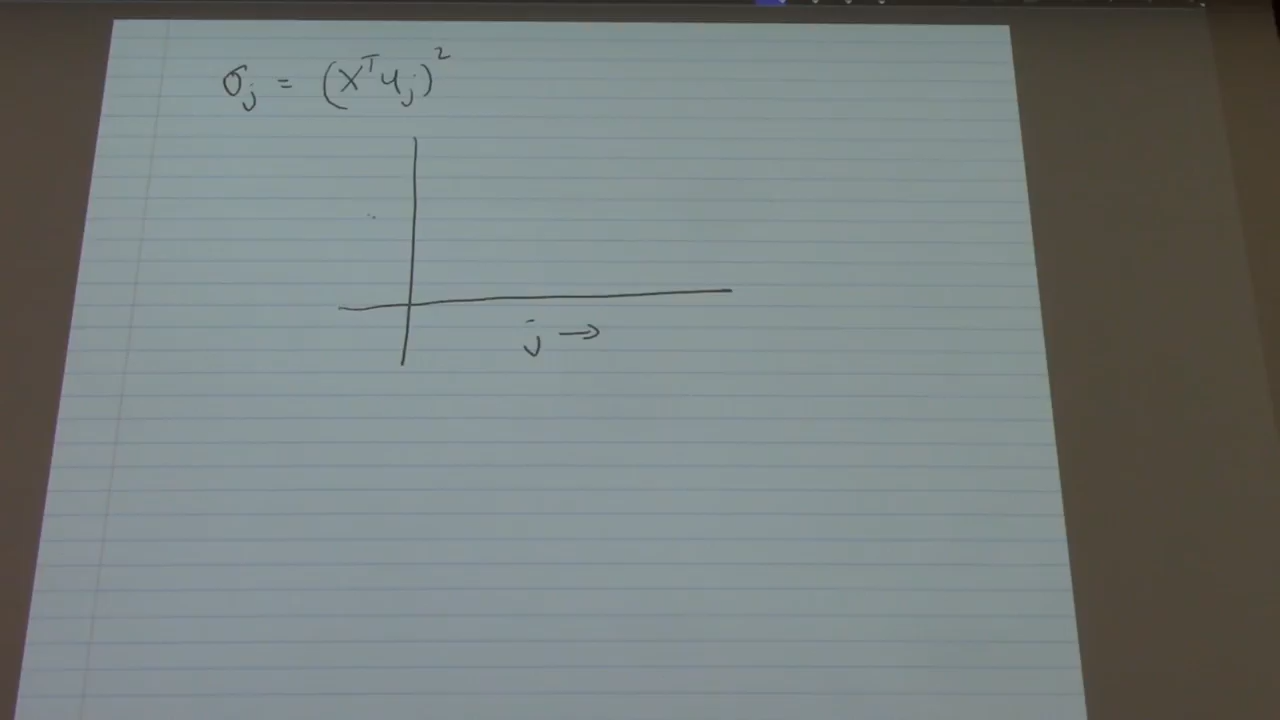 σⱼ = (Xᵀuⱼ)²
j →